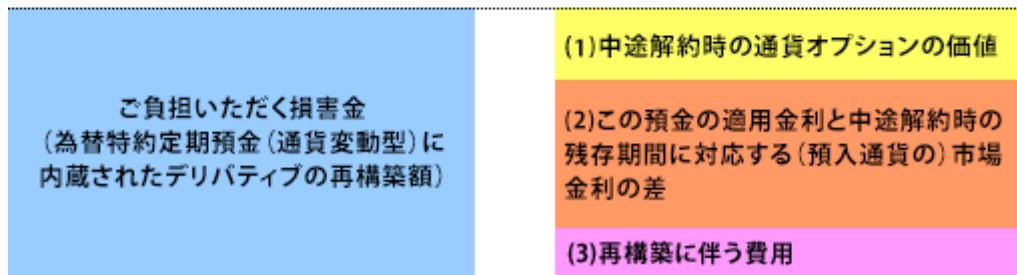 ご負担いただく損害金
（為替特約定期預金（通貨変動型）に
内蔵されたデリバティブの再構築額）
(1)中途解約時の通貨オプションの価値
(2)この預金の適用金利と中途解約時の
残存期間に対応する（預入通貨の）市場
金利の差
(3)再構築に伴う費用